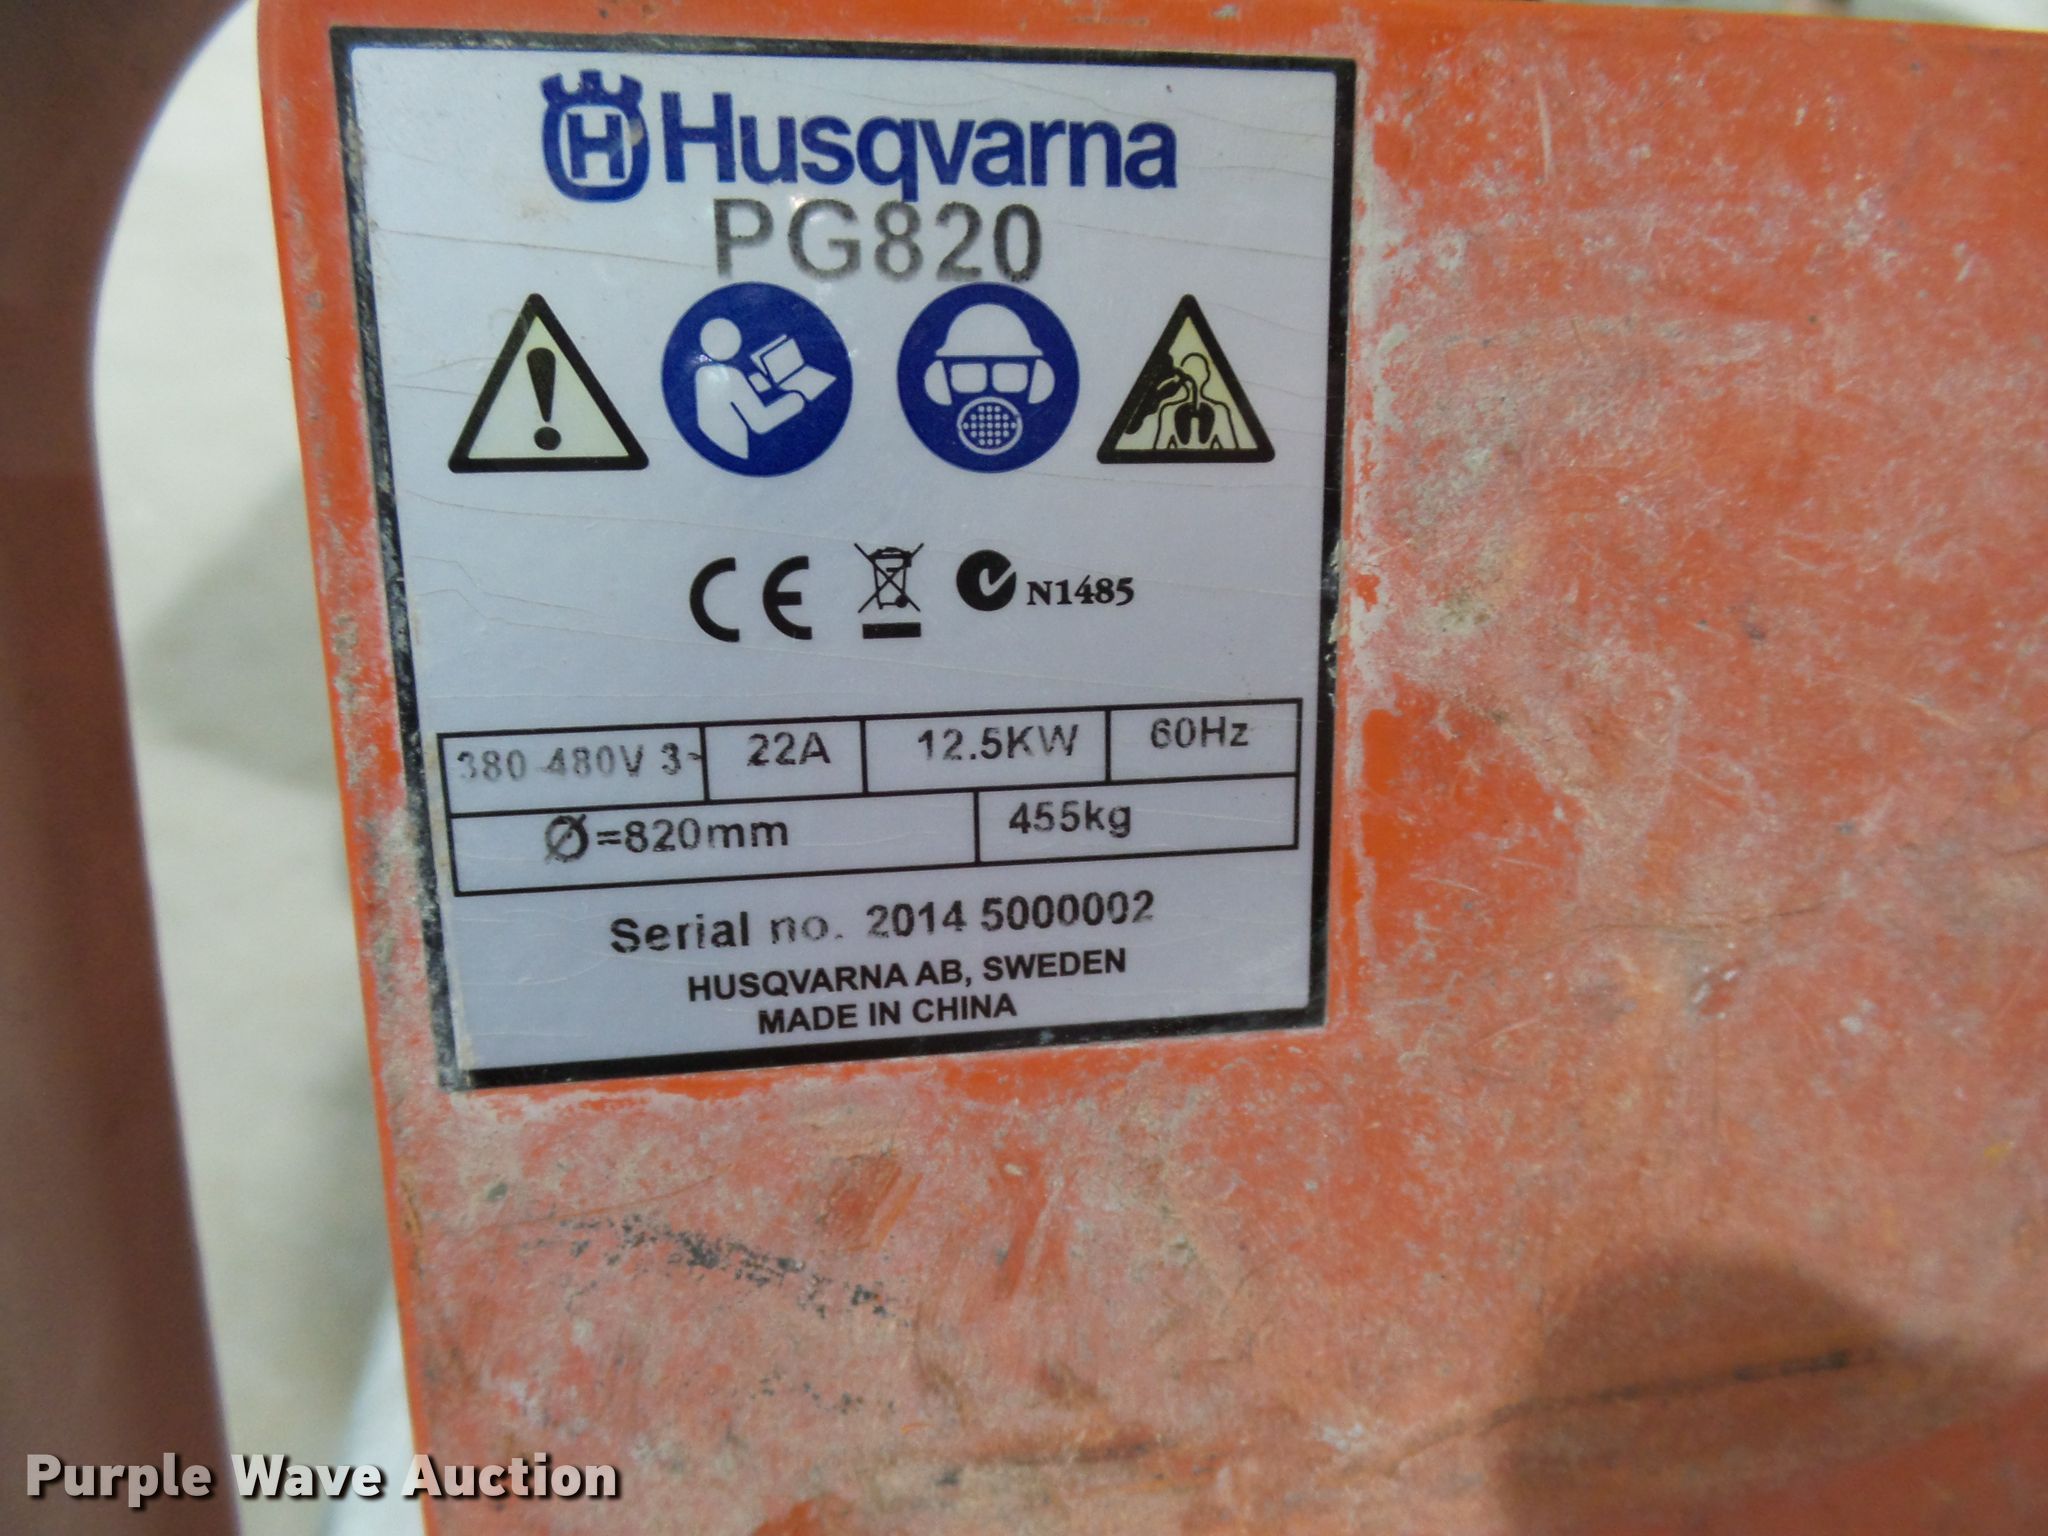 Husqvarna
PG820
CE N1485
380-480V 3~ 22A 12.5KW 60Hz
Ø=820mm 455kg
Serial no. 2014 5000002
HUSQVARNA AB, SWEDEN
MADE IN CHINA
Purple Wave Auction